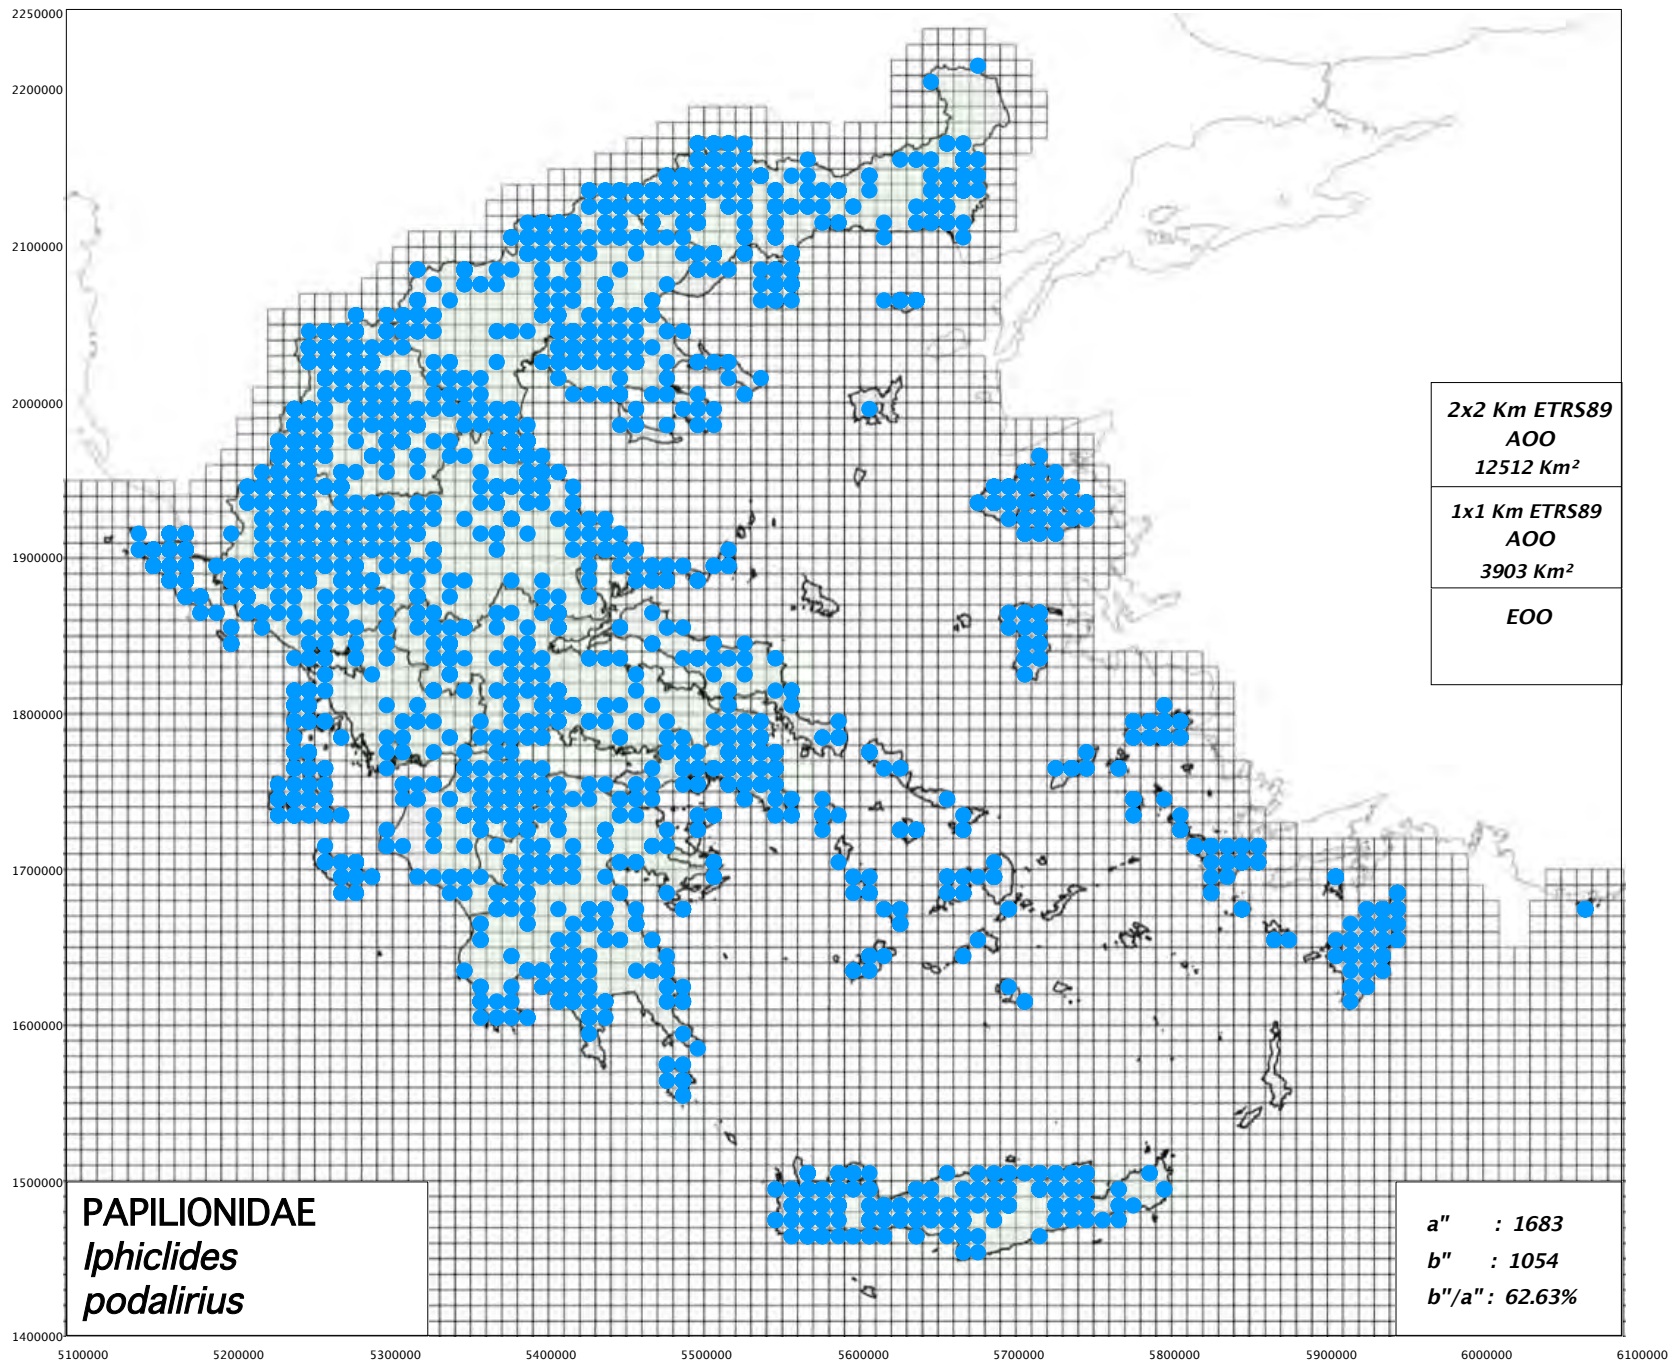 2250000
2200000
2100000
2000000
1900000
1800000
1700000
1600000
1500000
1400000
2x2 Km ETRS89
AOO
12512 Km²
1x1 Km ETRS89
AOO
3903 Km²
EOO
PAPILIONIDAE
Iphiclides
podalirius
a" : 1683
b" : 1054
b"/a" : 62.63%
5100000 5200000 5300000 5400000 5500000 5600000 5700000 5800000 5900000 6000000 6100000